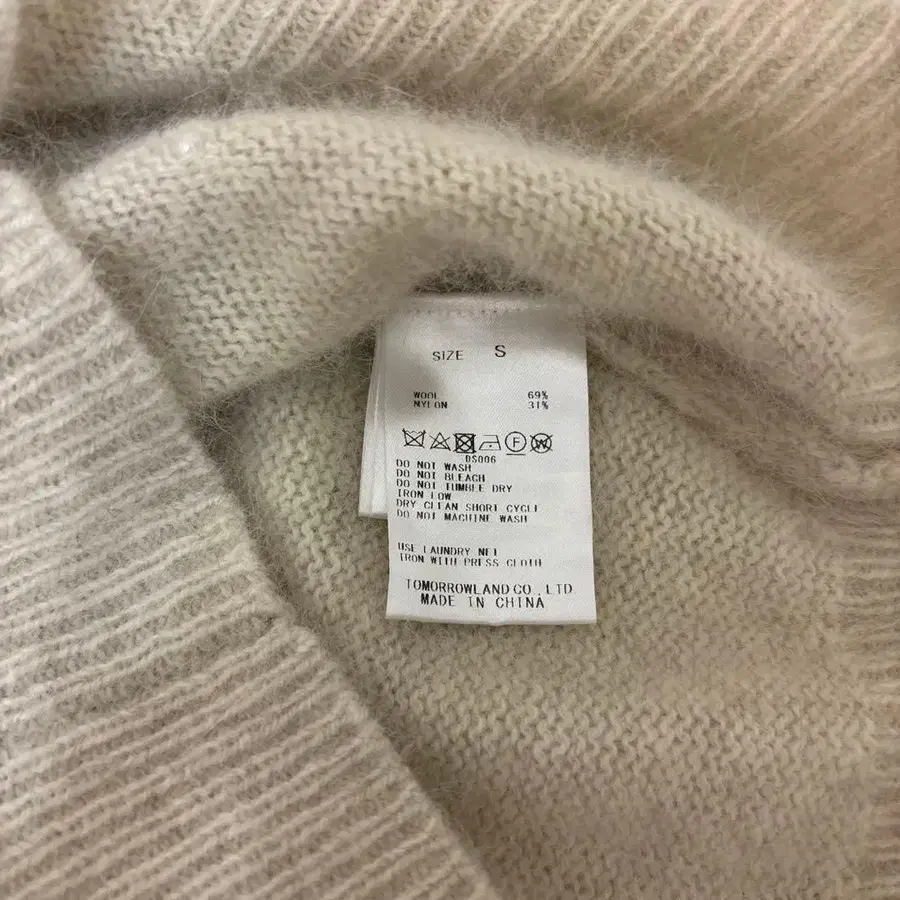 SIZE S
WOOL 69%
NYLON 31%
F W
DS006
DO NOT WASH
DO NOT BLEACH
DO NOT TUMBLE DRY
IRON LOW
DRY CLEAN SHORT CYCLE
DO NOT MACHINE WASH
USE LAUNDRY NET
IRON WITH PRESS CLOTH
TOMORROWLAND CO., LTD
MADE IN CHINA